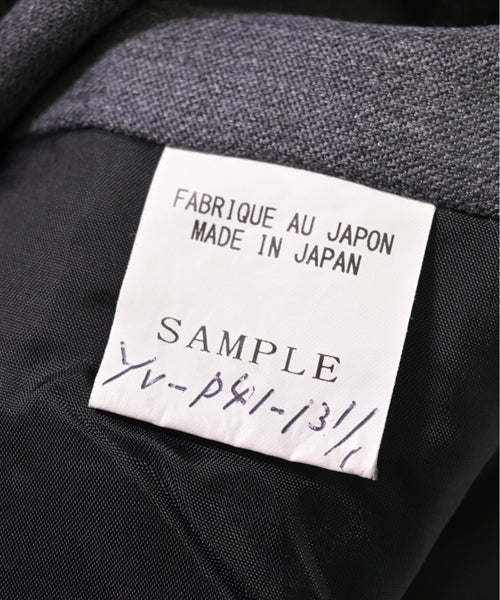 FABRIQUE AU JAPON
MADE IN JAPAN
SAMPLE
YV-P41-131/1